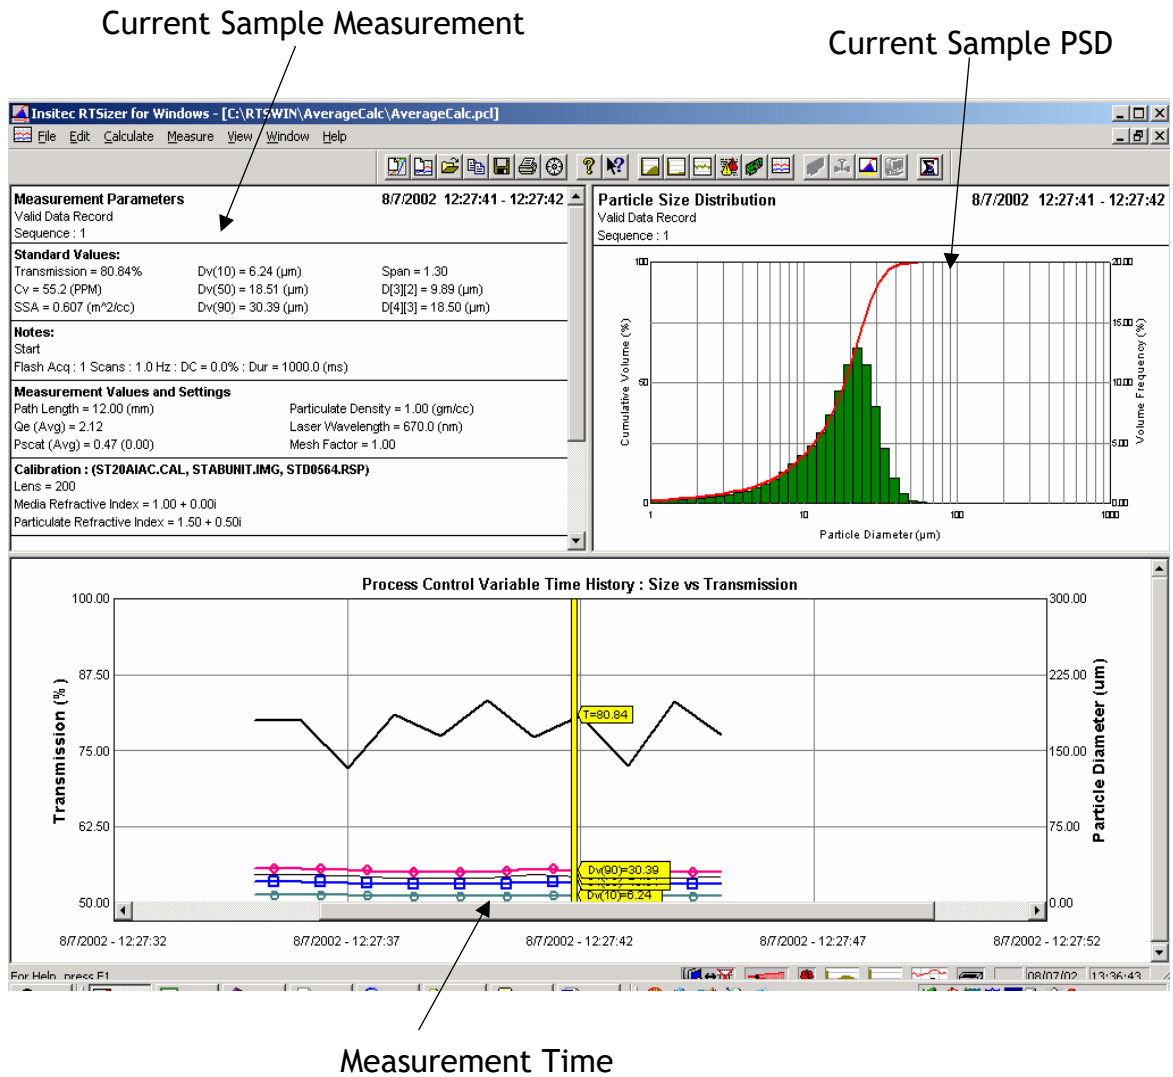 Current Sample Measurement
Current Sample PSD
Insitec RTSizer for Windows - [C:\RTSWIN\AverageCalc\AverageCalc.pcl]
File Edit Calculate Measure View Window Help
Measurement Parameters 8/7/2002 12:27:41 - 12:27:42
Valid Data Record
Sequence : 1
Standard Values:
Transmission = 80.84% Dv(10) = 6.24 (µm) Span = 1.30
Cv = 55.2 (PPM) Dv(50) = 18.51 (µm) D[3][2] = 9.89 (µm)
SSA = 0.607 (m^2/cc) Dv(90) = 30.39 (µm) D[4][3] = 18.50 (µm)
Notes:
Start
Flash Acq : 1 Scans : 1.0 Hz : DC = 0.0% : Dur = 1000.0 (ms)
Measurement Values and Settings
Path Length = 12.00 (mm) Particulate Density = 1.00 (gm/cc)
Qe (Avg) = 2.12 Laser Wavelength = 670.0 (nm)
Pscat (Avg) = 0.47 (0.00) Mesh Factor = 1.00
Calibration : (ST20AIAC.CAL, STABUNIT.IMG, STD0564.RSP)
Lens = 200
Media Refractive Index = 1.00 + 0.00i
Particulate Refractive Index = 1.50 + 0.50i
Particle Size Distribution 8/7/2002 12:27:41 - 12:27:42
Valid Data Record
Sequence : 1
100 20.00
15.00
50 10.00
5.00
0 0.00
Cumulative Volume (%)
Volume Frequency (%)
1 10 100 1000
Particle Diameter (µm)
Process Control Variable Time History : Size vs Transmission
100.00 300.00
87.50 225.00
T=80.84
75.00 150.00
62.50 75.00
Dv(90)=30.39
Dv(10)=6.24
50.00 0.00
Transmission (%)
Particle Diameter (um)
8/7/2002 - 12:27:32 8/7/2002 - 12:27:37 8/7/2002 - 12:27:42 8/7/2002 - 12:27:47 8/7/2002 - 12:27:52
For Help, press F1 08/07/02 13:36:43
Measurement Time